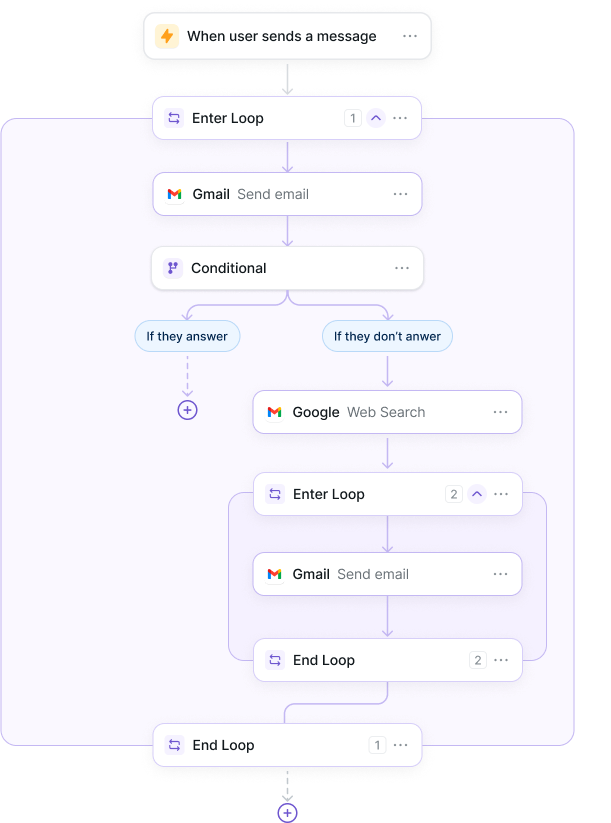 When user sends a message
Enter Loop 1
Gmail Send email
Conditional
If they answer
If they don't anwer
Google Web Search
Enter Loop 2
Gmail Send email
End Loop 2
End Loop 1